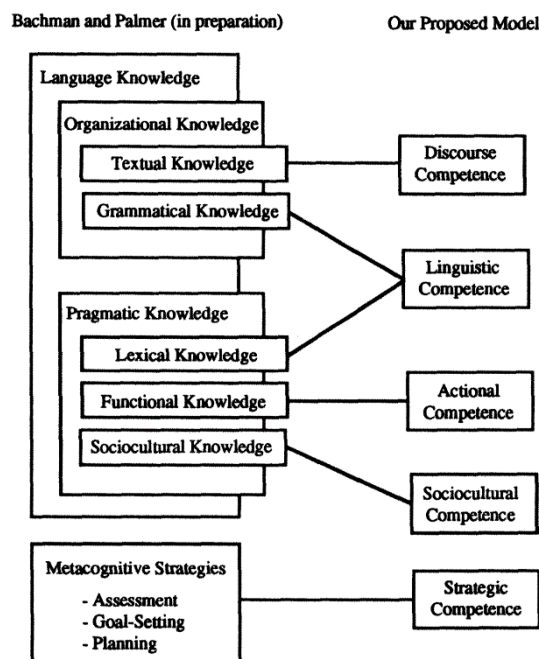 Bachman and Palmer (in preparation)
Our Proposed Model
Language Knowledge
Organizational Knowledge
Textual Knowledge
Discourse
Competence
Grammatical Knowledge
Linguistic
Competence
Pragmatic Knowledge
Lexical Knowledge
Functional Knowledge
Actional
Competence
Sociocultural Knowledge
Sociocultural
Competence
Metacognitive Strategies
- Assessment
- Goal-Setting
- Planning
Strategic
Competence